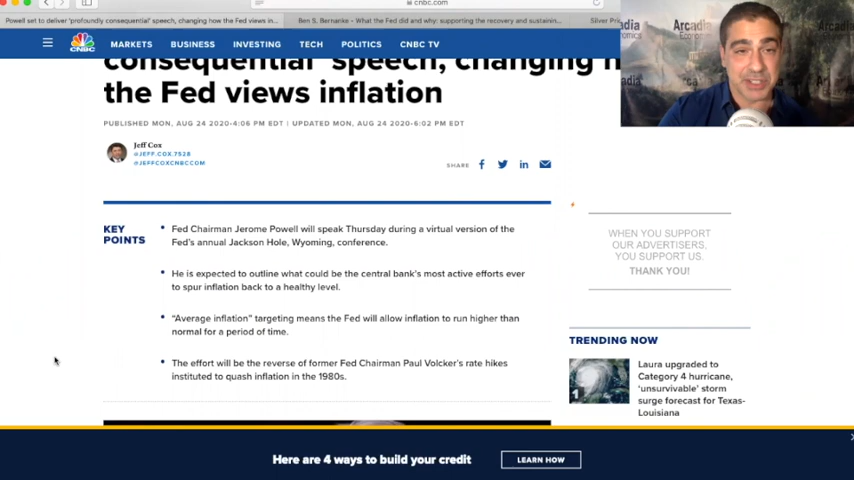 cnbc.com
Powell set to deliver 'profoundly consequential' speech, changing how the Fed views in...
Ben S. Bernanke - What the Fed did and why: supporting the recovery and sustainin...
Silver Pri
CNBC
MARKETS
BUSINESS
INVESTING
TECH
POLITICS
CNBC TV
Arcadia
Economics
consequential' speech, changing h
the Fed views inflation
PUBLISHED MON, AUG 24 2020-4:06 PM EDT | UPDATED MON, AUG 24 2020-6:02 PM EDT
Jeff Cox
@JEFF.COX.7528
@JEFFCOXCNBCCOM
SHARE
KEY
POINTS
Fed Chairman Jerome Powell will speak Thursday during a virtual version of the
Fed's annual Jackson Hole, Wyoming, conference.
He is expected to outline what could be the central bank's most active efforts ever
to spur inflation back to a healthy level.
"Average inflation" targeting means the Fed will allow inflation to run higher than
normal for a period of time.
The effort will be the reverse of former Fed Chairman Paul Volcker's rate hikes
instituted to quash inflation in the 1980s.
WHEN YOU SUPPORT
OUR ADVERTISERS,
YOU SUPPORT US.
THANK YOU!
TRENDING NOW
1
Laura upgraded to
Category 4 hurricane,
'unsurvivable' storm
surge forecast for Texas-
Louisiana
Here are 4 ways to build your credit
LEARN HOW